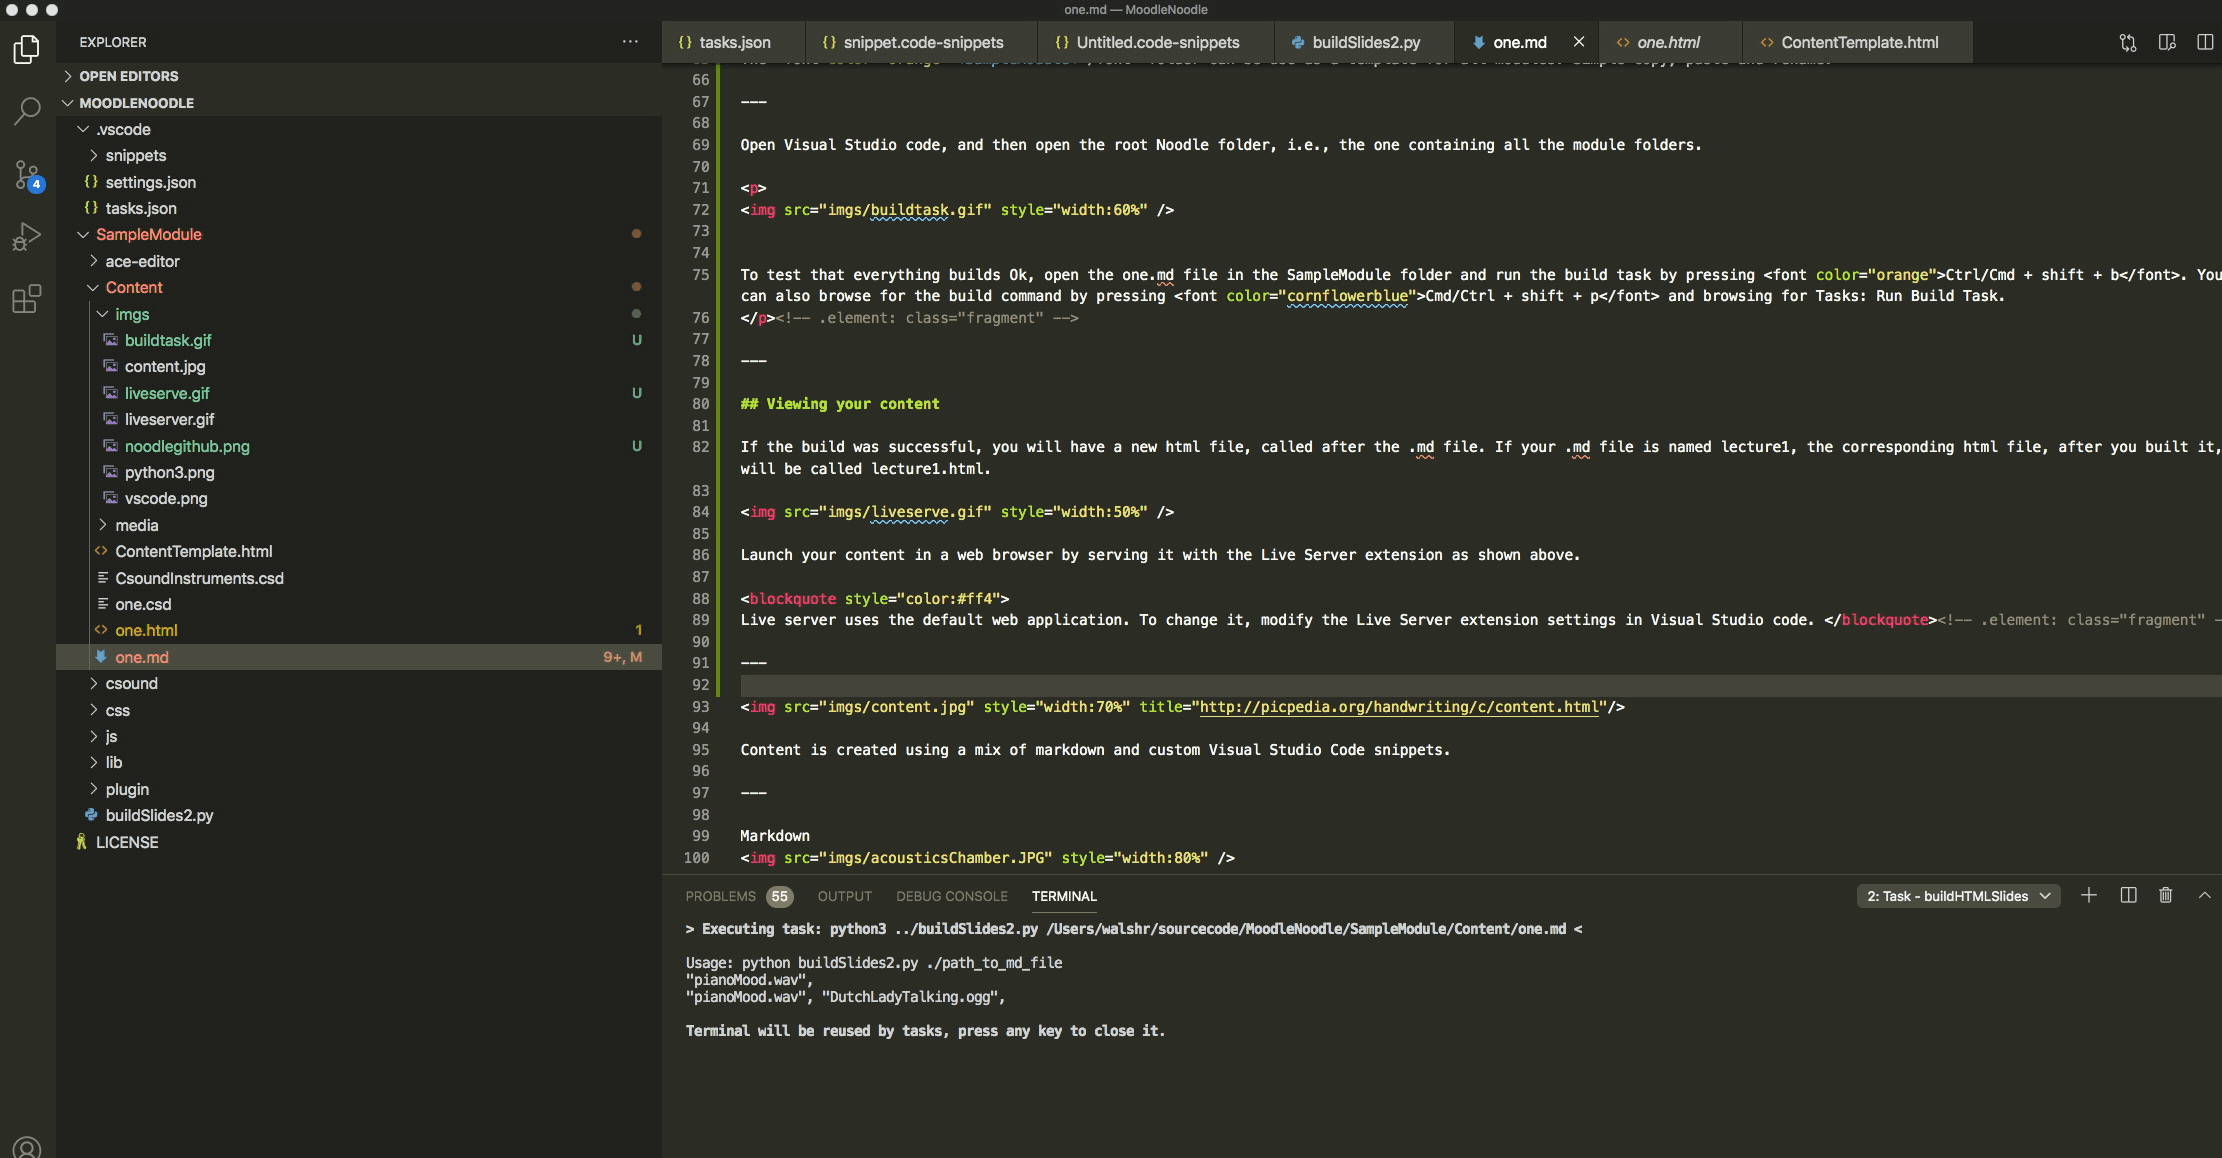 one.md — MoodleNoodle
EXPLORER
OPEN EDITORS
MOODLENOODLE
.vscode
snippets
{} settings.json
{} tasks.json
SampleModule
ace-editor
Content
imgs
buildtask.gif U
content.jpg
liveserve.gif U
liveserver.gif
noodlegithub.png U
python3.png
vscode.png
media
<> ContentTemplate.html
CsoundInstruments.csd
one.csd
<> one.html 1
one.md 9+, M
csound
css
js
lib
plugin
buildSlides2.py
LICENSE
4
{} tasks.json {} snippet.code-snippets {} Untitled.code-snippets buildSlides2.py one.md × <> one.html <> ContentTemplate.html
66
67 ---
68
69 Open Visual Studio code, and then open the root Noodle folder, i.e., the one containing all the module folders.
70
71 <p>
72 <img src="imgs/buildtask.gif" style="width:60%" />
73
74
75 To test that everything builds Ok, open the one.md file in the SampleModule folder and run the build task by pressing <font color="orange">Ctrl/Cmd + shift + b</font>. You
can also browse for the build command by pressing <font color="cornflowerblue">Cmd/Ctrl + shift + p</font> and browsing for Tasks: Run Build Task.
76 </p><!-- .element: class="fragment" -->
77
78 ---
79
80 ## Viewing your content
81
82 If the build was successful, you will have a new html file, called after the .md file. If your .md file is named lecture1, the corresponding html file, after you built it,
will be called lecture1.html.
83
84 <img src="imgs/liveserve.gif" style="width:50%" />
85
86 Launch your content in a web browser by serving it with the Live Server extension as shown above.
87
88 <blockquote style="color:#ff4">
89 Live server uses the default web application. To change it, modify the Live Server extension settings in Visual Studio code. </blockquote><!-- .element: class="fragment" -
90
91 ---
92
93 <img src="imgs/content.jpg" style="width:70%" title="http://picpedia.org/handwriting/c/content.html"/>
94
95 Content is created using a mix of markdown and custom Visual Studio Code snippets.
96
97 ---
98
99 Markdown
100 <img src="imgs/acousticsChamber.JPG" style="width:80%" />
PROBLEMS 55 OUTPUT DEBUG CONSOLE TERMINAL 2: Task - buildHTMLSlides
> Executing task: python3 ../buildSlides2.py /Users/walshr/sourcecode/MoodleNoodle/SampleModule/Content/one.md <
Usage: python buildSlides2.py ./path_to_md_file
"pianoMood.wav",
"pianoMood.wav", "DutchLadyTalking.ogg",
Terminal will be reused by tasks, press any key to close it.